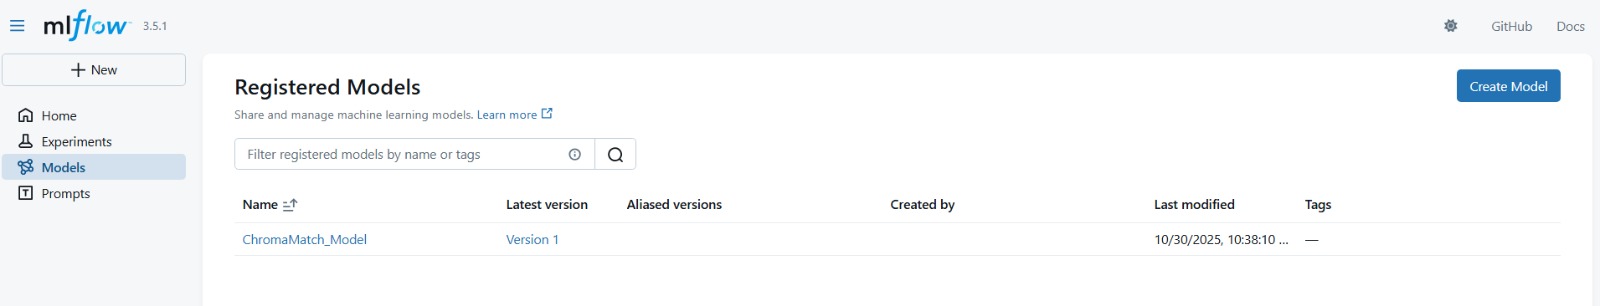 mlflow™ 3.5.1 GitHub Docs
New
Home
Experiments
Models
Prompts
Registered Models
Create Model
Share and manage machine learning models. Learn more
Filter registered models by name or tags
Name Latest version Aliased versions Created by Last modified Tags
ChromaMatch_Model Version 1 10/30/2025, 10:38:10 ... —